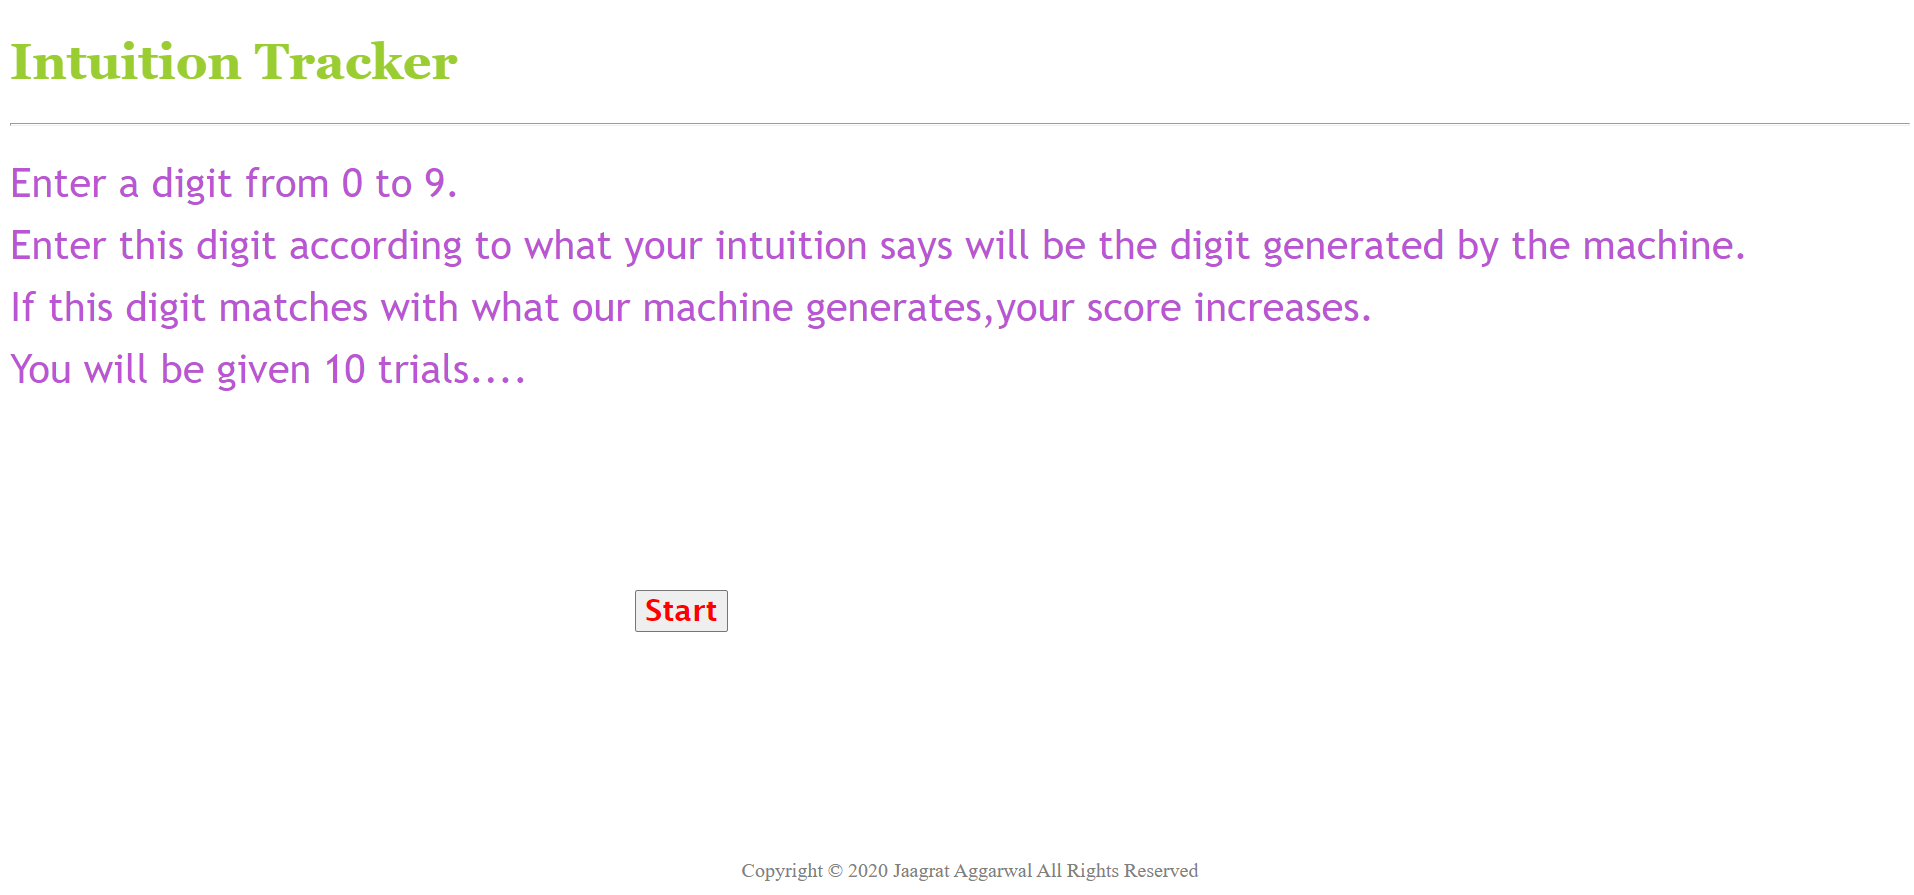 Intuition Tracker
Enter a digit from 0 to 9.
Enter this digit according to what your intuition says will be the digit generated by the machine.
If this digit matches with what our machine generates,your score increases.
You will be given 10 trials....
Start
Copyright © 2020 Jaagrat Aggarwal All Rights Reserved